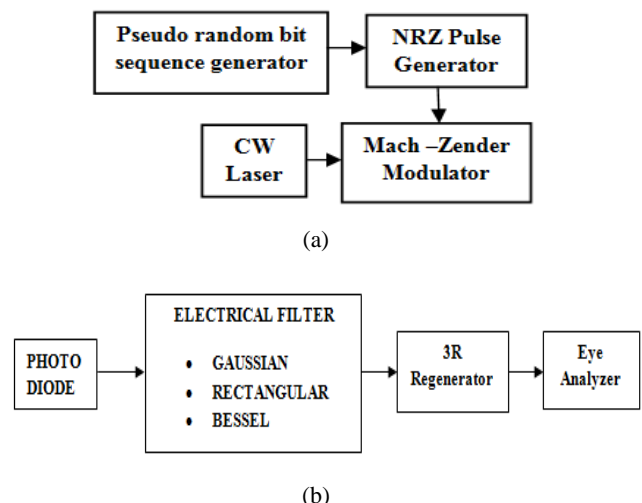 Pseudo random bit
sequence generator
NRZ Pulse
Generator
CW
Laser
Mach –Zender
Modulator
(a)
PHOTO
DIODE
ELECTRICAL FILTER
• GAUSSIAN
• RECTANGULAR
• BESSEL
3R
Regenerator
Eye
Analyzer
(b)